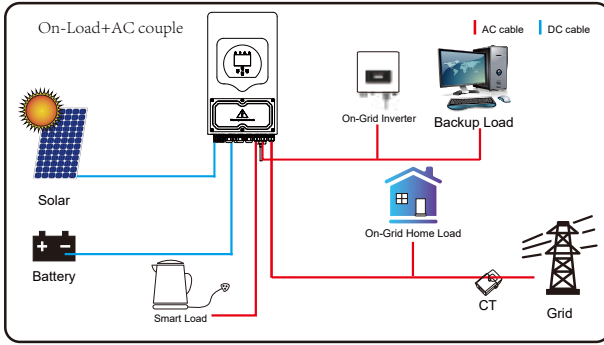 On-Load+AC couple
AC cable
DC cable
On-Grid Inverter
Backup Load
Solar
On-Grid Home Load
Battery
Smart Load
CT
Grid